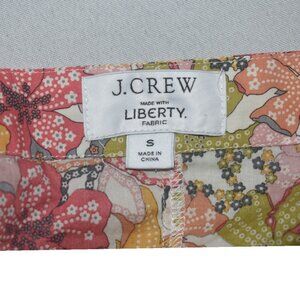 J.CREW
MADE WITH
LIBERTY.
FABRIC
S
MADE IN
CHINA